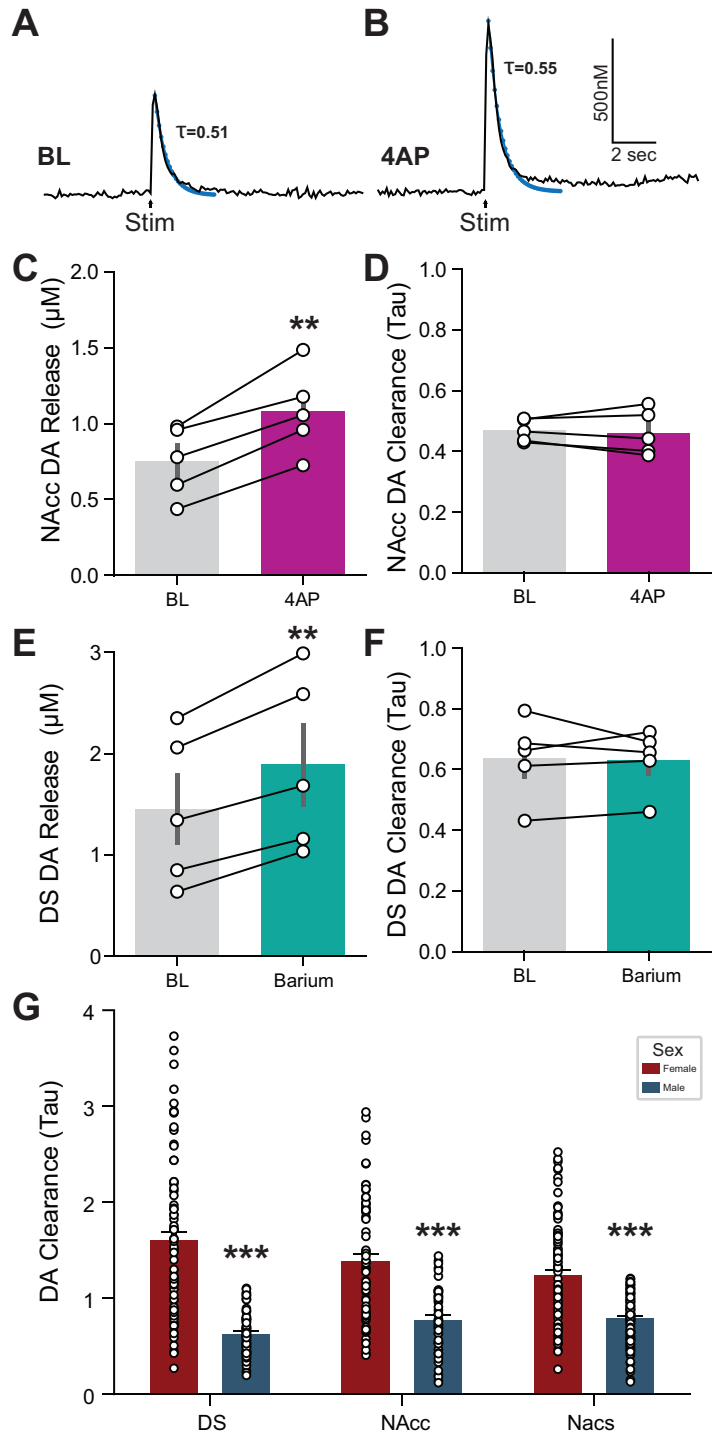 A
B
τ=0.51
τ=0.55
500nM
2 sec
BL
4AP
Stim
Stim
C
D
NAcc DA Release (μM)
2.0
1.5
1.0
0.5
0.0
**
BL
4AP
NAcc DA Clearance (Tau)
1.0
0.8
0.6
0.4
0.2
0.0
BL
4AP
E
F
DS DA Release (μM)
3
2
1
0
**
BL
Barium
DS DA Clearance (Tau)
1.0
0.8
0.6
0.4
0.2
0.0
BL
Barium
G
DA Clearance (Tau)
4
3
2
1
0
Sex
Female
Male
***
***
***
DS
NAcc
Nacs